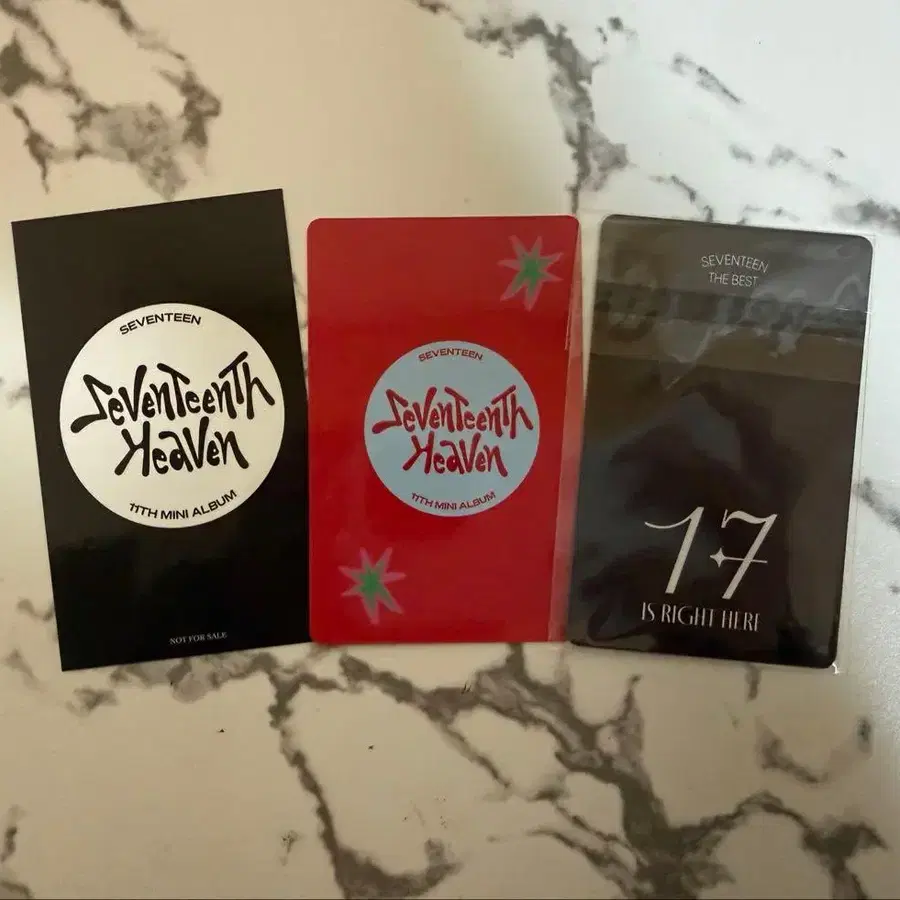 SEVENTEEN
SeVenTeenTh
HeaVen
11TH MINI ALBUM
NOT FOR SALE
SEVENTEEN
SeVenTeenTh
HeaVen
11TH MINI ALBUM
SEVENTEEN
THE BEST
17
IS RIGHT HERE